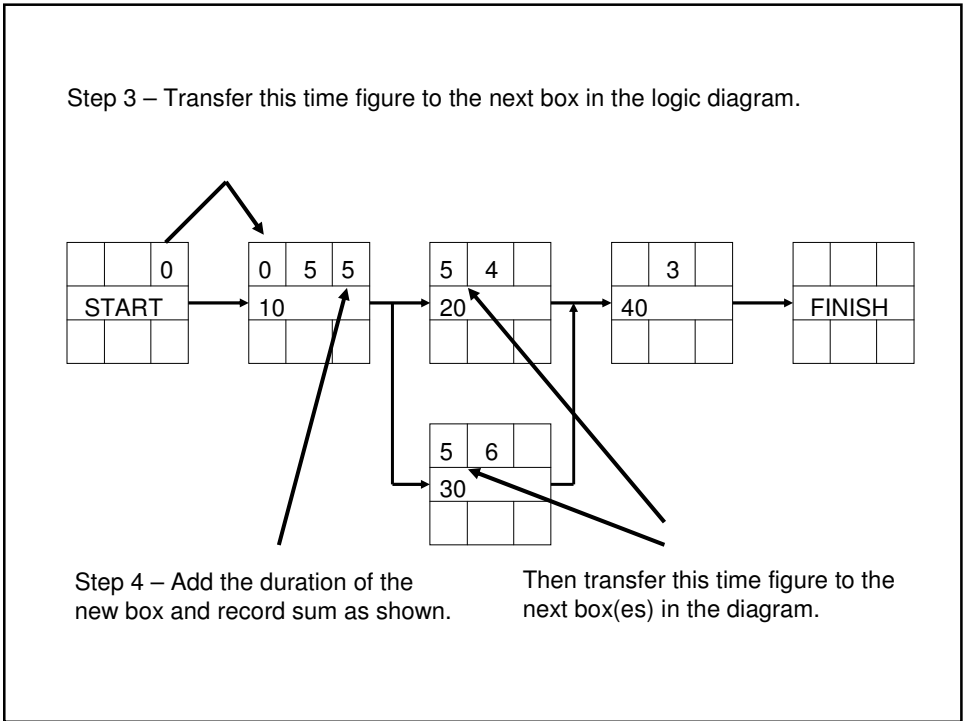 Step 3 – Transfer this time figure to the next box in the logic diagram.
0 0 5 5 5 4 3
START 10 20 40 FINISH
5 6
30
Step 4 – Add the duration of the
new box and record sum as shown.
Then transfer this time figure to the
next box(es) in the diagram.